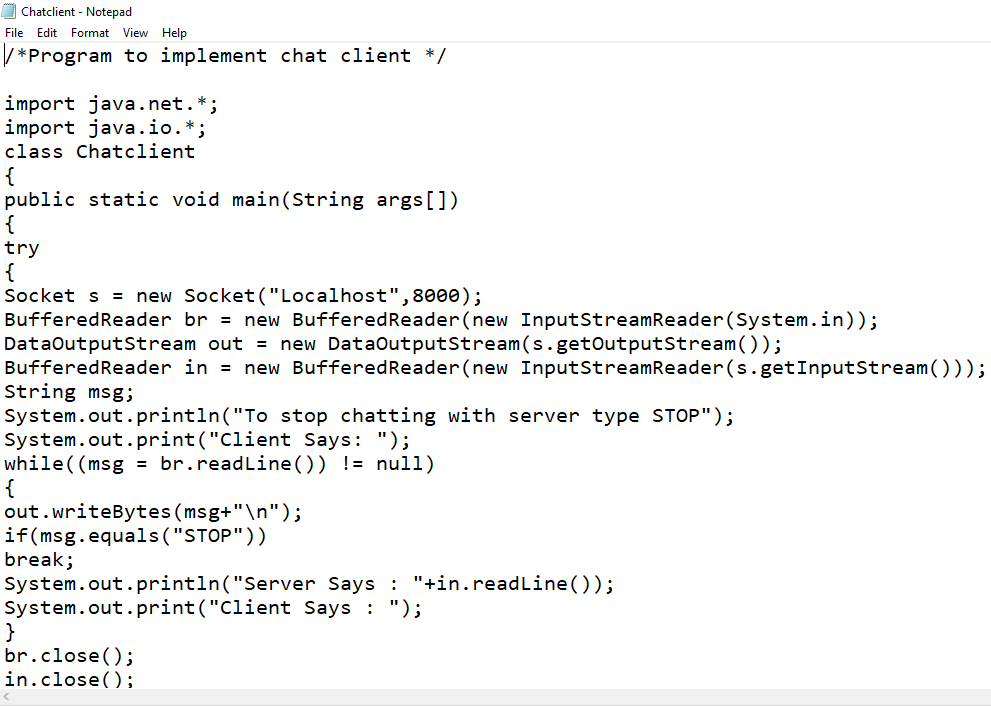 Chatclient - Notepad
File Edit Format View Help
/*Program to implement chat client */
import java.net.*;
import java.io.*;
class Chatclient
{
public static void main(String args[])
{
try
{
Socket s = new Socket("Localhost",8000);
BufferedReader br = new BufferedReader(new InputStreamReader(System.in));
DataOutputStream out = new DataOutputStream(s.getOutputStream());
BufferedReader in = new BufferedReader(new InputStreamReader(s.getInputStream()));
String msg;
System.out.println("To stop chatting with server type STOP");
System.out.print("Client Says: ");
while((msg = br.readLine()) != null)
{
out.writeBytes(msg+"\n");
if(msg.equals("STOP"))
break;
System.out.println("Server Says : "+in.readLine());
System.out.print("Client Says : ");
}
br.close();
in.close();